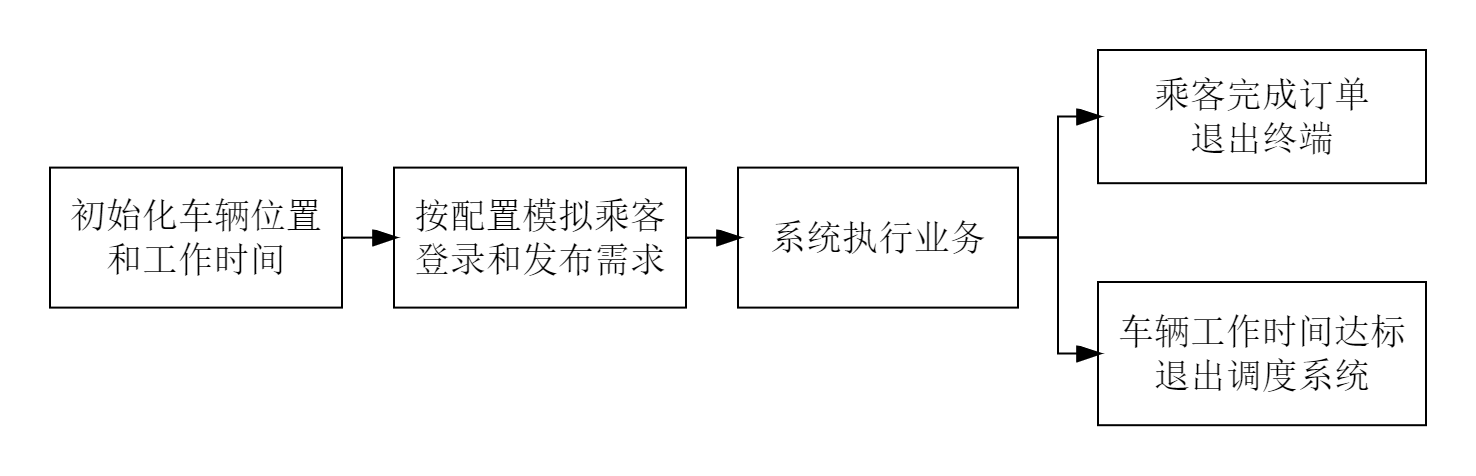 初始化车辆位置
和工作时间
按配置模拟乘客
登录和发布需求
系统执行业务
乘客完成订单
退出终端
车辆工作时间达标
退出调度系统